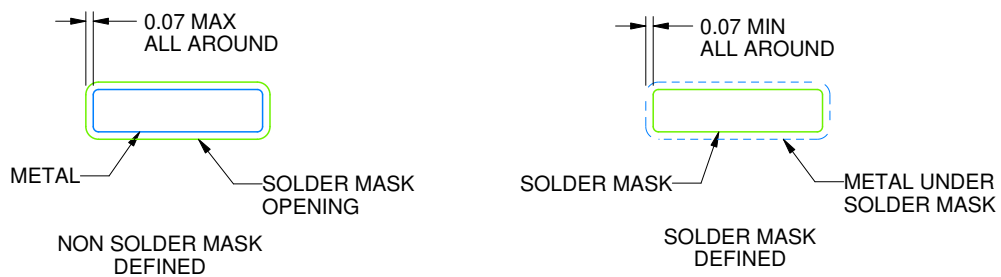 0.07 MAX
ALL AROUND
METAL
SOLDER MASK
OPENING
NON SOLDER MASK
DEFINED
0.07 MIN
ALL AROUND
SOLDER MASK
METAL UNDER
SOLDER MASK
SOLDER MASK
DEFINED